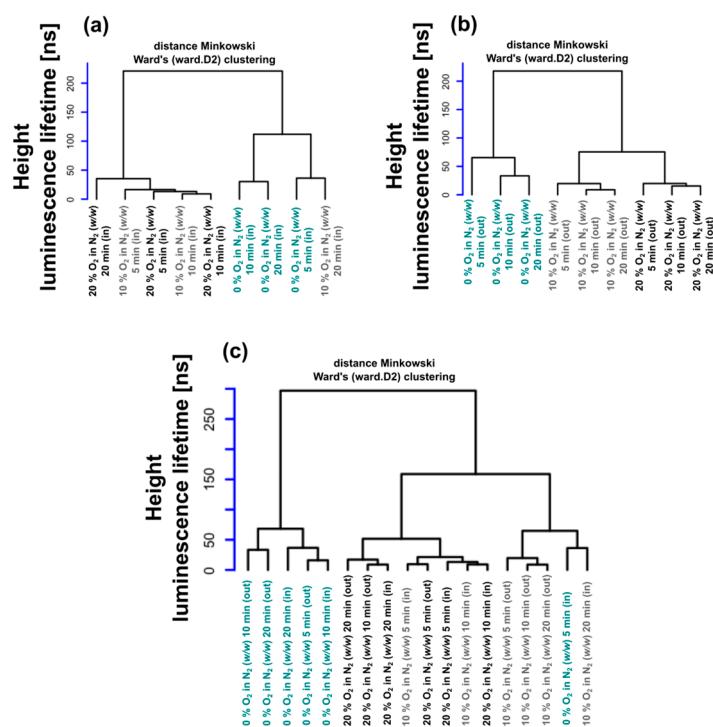 (a)
distance Minkowski
Ward's (ward.D2) clustering
Height
luminescence lifetime [ns]
0
50
100
150
200
20 % O₂ in N₂ (w/w)
20 min (in)
10 % O₂ in N₂ (w/w)
5 min (in)
20 % O₂ in N₂ (w/w)
5 min (in)
10 % O₂ in N₂ (w/w)
10 min (in)
20 % O₂ in N₂ (w/w)
10 min (in)
0 % O₂ in N₂ (w/w)
10 min (in)
0 % O₂ in N₂ (w/w)
20 min (in)
0 % O₂ in N₂ (w/w)
5 min (in)
10 % O₂ in N₂ (w/w)
20 min (in)
(b)
distance Minkowski
Ward's (ward.D2) clustering
Height
luminescence lifetime [ns]
0
50
100
150
200
0 % O₂ in N₂ (w/w)
5 min (out)
0 % O₂ in N₂ (w/w)
10 min (out)
0 % O₂ in N₂ (w/w)
20 min (out)
10 % O₂ in N₂ (w/w)
5 min (out)
10 % O₂ in N₂ (w/w)
10 min (out)
10 % O₂ in N₂ (w/w)
20 min (out)
20 % O₂ in N₂ (w/w)
5 min (out)
20 % O₂ in N₂ (w/w)
10 min (out)
20 % O₂ in N₂ (w/w)
20 min (out)
(c)
distance Minkowski
Ward's (ward.D2) clustering
Height
luminescence lifetime [ns]
0
50
150
250
0 % O₂ in N₂ (w/w) 10 min (out)
0 % O₂ in N₂ (w/w) 20 min (out)
0 % O₂ in N₂ (w/w) 20 min (in)
0 % O₂ in N₂ (w/w) 5 min (out)
0 % O₂ in N₂ (w/w) 10 min (in)
20 % O₂ in N₂ (w/w) 20 min (out)
20 % O₂ in N₂ (w/w) 10 min (out)
20 % O₂ in N₂ (w/w) 20 min (in)
10 % O₂ in N₂ (w/w) 5 min (in)
20 % O₂ in N₂ (w/w) 5 min (out)
20 % O₂ in N₂ (w/w) 5 min (in)
10 % O₂ in N₂ (w/w) 10 min (in)
20 % O₂ in N₂ (w/w) 10 min (in)
10 % O₂ in N₂ (w/w) 5 min (out)
10 % O₂ in N₂ (w/w) 10 min (out)
10 % O₂ in N₂ (w/w) 20 min (out)
0 % O₂ in N₂ (w/w) 5 min (in)
10 % O₂ in N₂ (w/w) 20 min (in)